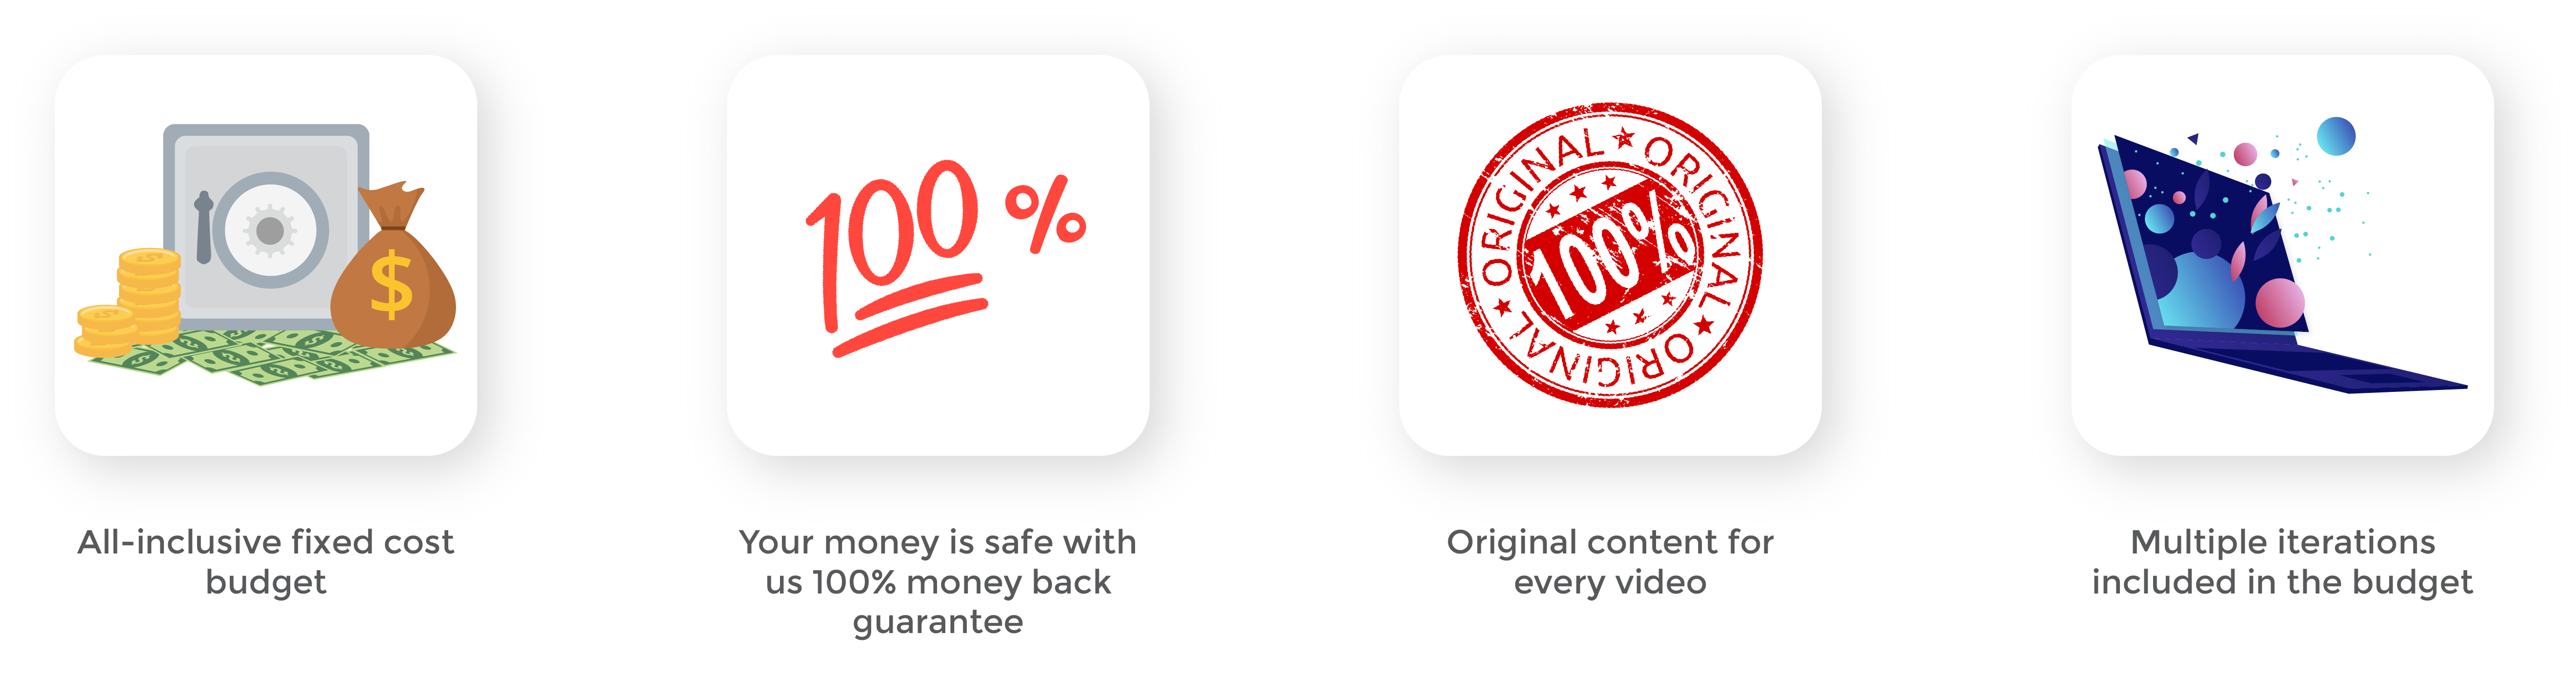 $
100 %
ORIGINAL ★ ORIGINAL ★ ORIGINAL ★
100%
All-inclusive fixed cost
budget
Your money is safe with
us 100% money back
guarantee
Original content for
every video
Multiple iterations
included in the budget